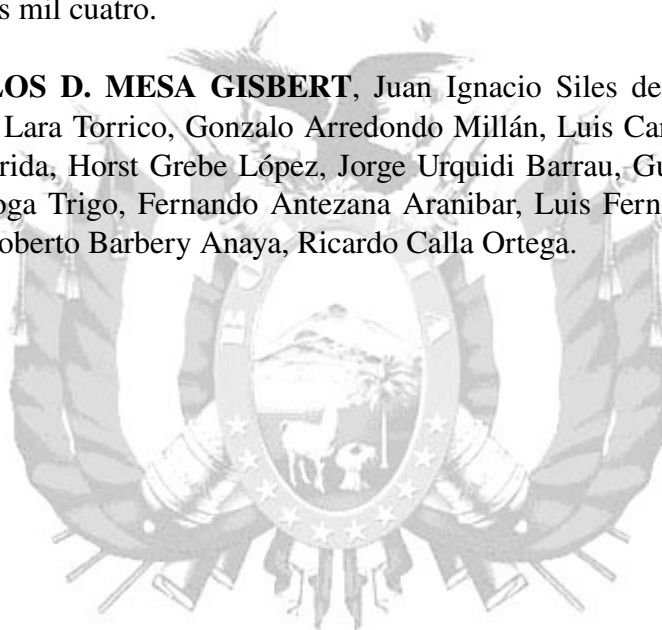 s mil cuatro.
LOS D. MESA GISBERT, Juan Ignacio Siles de
Lara Torrico, Gonzalo Arredondo Millán, Luis Car
rida, Horst Grebe López, Jorge Urquidi Barrau, Gu
oga Trigo, Fernando Antezana Aranibar, Luis Fern
oberto Barbery Anaya, Ricardo Calla Ortega.